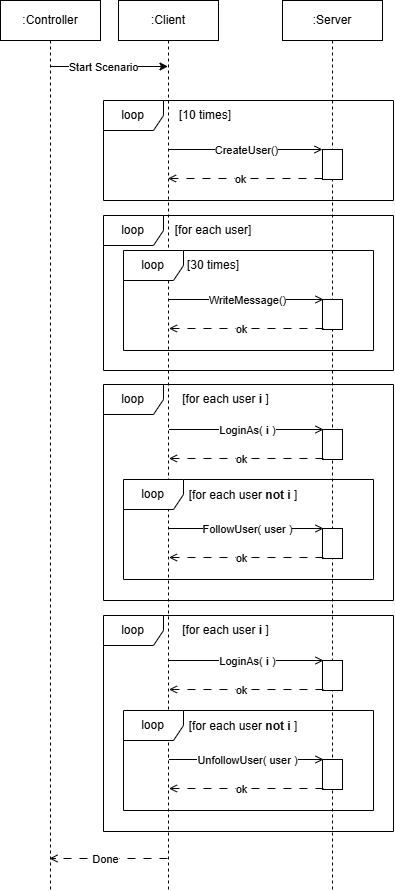 :Controller
:Client
:Server
Start Scenario
loop
[10 times]
CreateUser()
ok
loop
[for each user]
loop
[30 times]
WriteMessage()
ok
loop
[for each user i ]
LoginAs( i )
ok
loop
[for each user not i ]
FollowUser( user )
ok
loop
[for each user i ]
LoginAs( i )
ok
loop
[for each user not i ]
UnfollowUser( user )
ok
Done